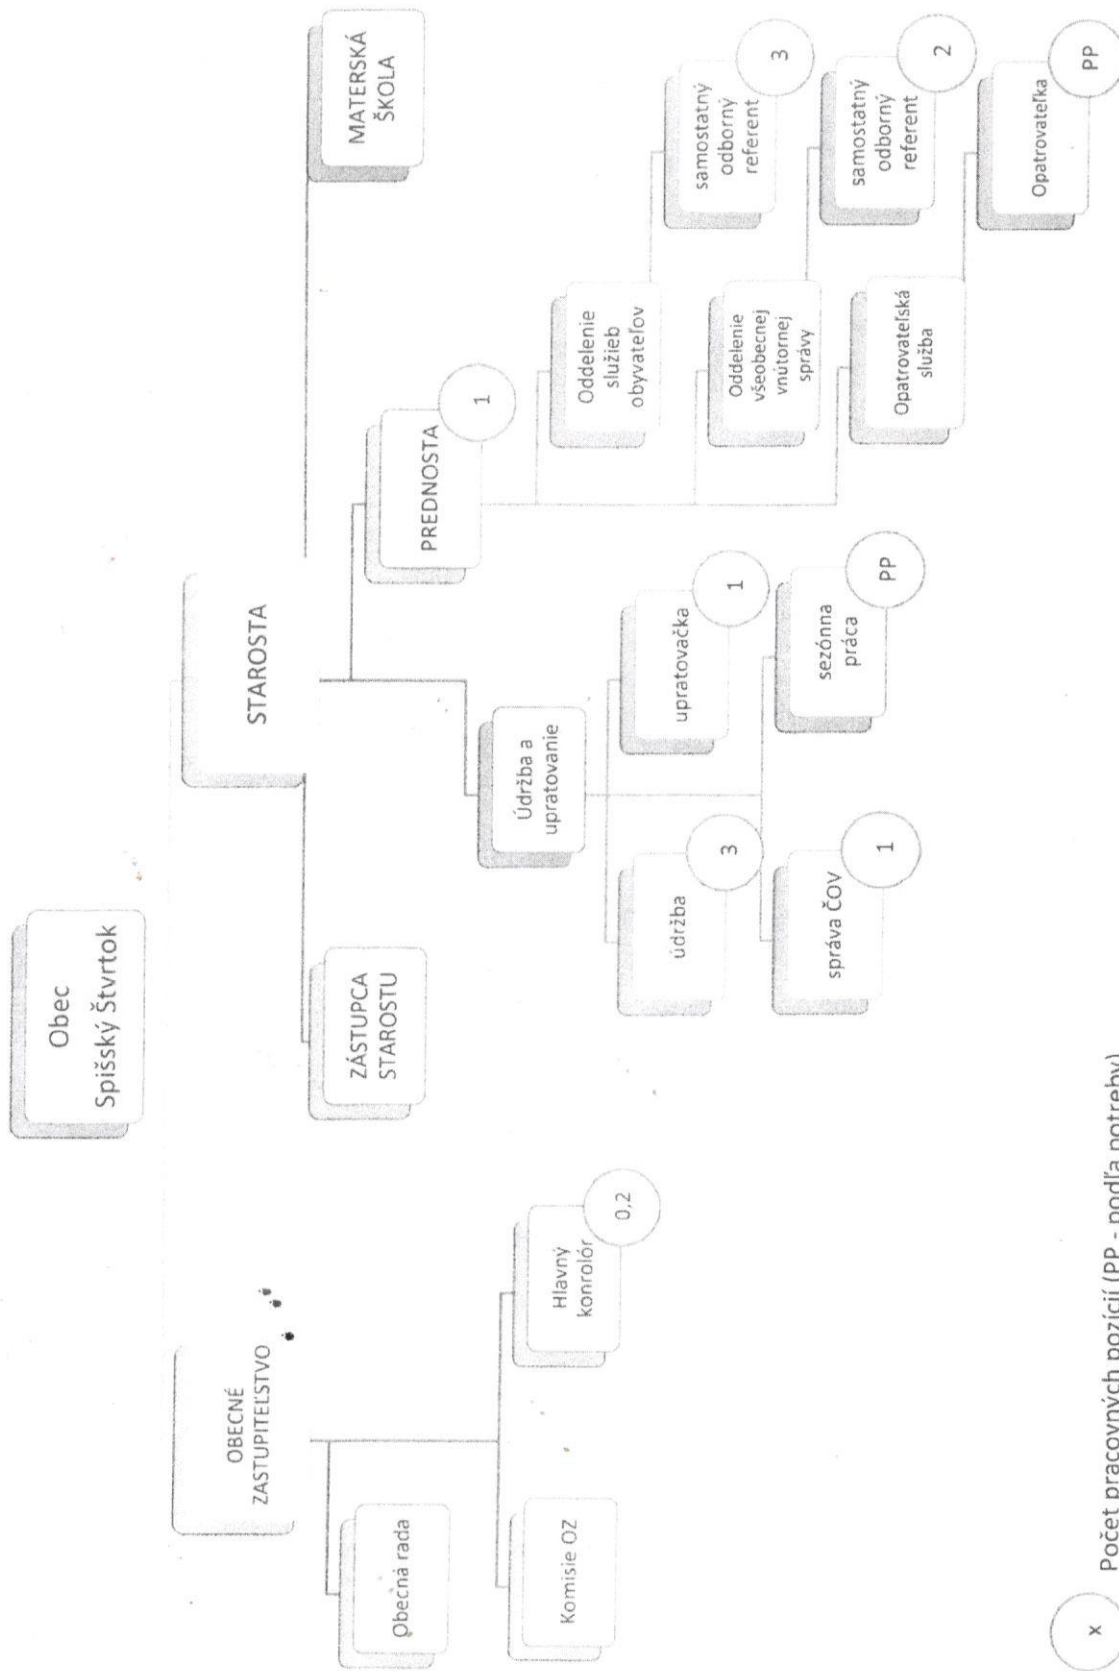 Obec
Spišský Štvrtok
OBECNÉ
ZASTUPITEĽSTVO
STAROSTA
Obecná rada
Komisie OZ
Hlavný
konrolór
0,2
ZÁSTUPCA
STAROSTU
MATERSKÁ
ŠKOLA
Údržba a
upratovanie
údržba
3
upratovačka
1
správa ČOV
1
sezónna
práca
PP
PREDNOSTA
1
Oddelenie
služieb
obyvateľov
samostatný
odborný
referent
3
Oddelenie
všeobecnej
vnútornej
správy
samostatný
odborný
referent
2
Opatrovateľská
služba
Opatrovateľka
PP
x
Počet pracovných pozícií (PP - podľa potreby)